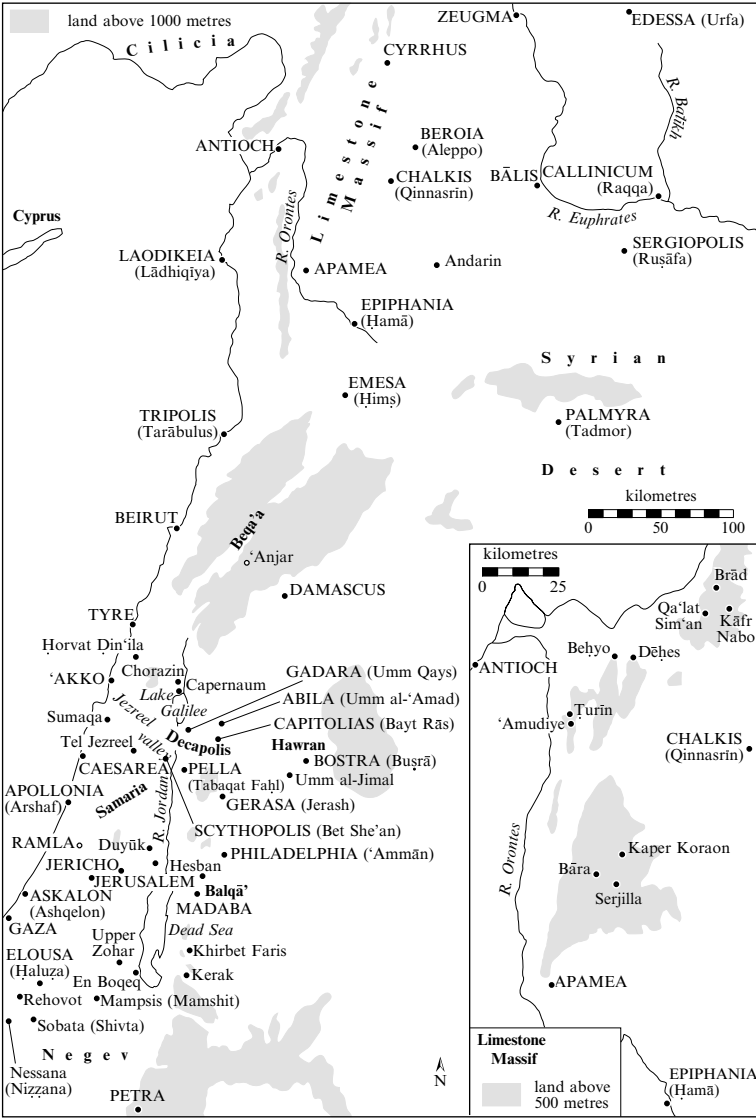 land above 1000 metres
Cilicia
ZEUGMA
EDESSA (Urfa)
CYRRHUS
Limestone
Massif
R. Balikh
ANTIOCH
BEROIA
(Aleppo)
CHALKIS
(Qinnasrīn)
BĀLIS
CALLINICUM
(Raqqa)
R. Euphrates
Cyprus
R. Orontes
LAODIKEIA
(Lādhiqīya)
APAMEA
Andarin
SERGIOPOLIS
(Ruṣāfa)
EPIPHANIA
(Ḥamā)
Syrian
EMESA
(Ḥimṣ)
PALMYRA
(Tadmor)
TRIPOLIS
(Tarābulus)
Desert
kilometres
0 50 100
BEIRUT
Beqa'a
‘Anjar
DAMASCUS
TYRE
Ḥorvat Din‘ila
Chorazin
Capernaum
‘AKKO
Lake
Galilee
GADARA (Umm Qays)
ABILA (Umm al-‘Amad)
CAPITOLIAS (Bayt Rās)
Jezreel
valley
Sumaqa
Decapolis
Hawran
Tel Jezreel
BOSTRA (Buṣrā)
CAESAREA
PELLA
(Tabaqat Faḥl)
Umm al-Jimal
APOLLONIA
(Arshaf)
Samaria
R. Jordan
GERASA (Jerash)
SCYTHOPOLIS (Bet She'an)
RAMLA
Duyūk
PHILADELPHIA (‘Ammān)
JERICHO
Hesban
JERUSALEM
Balqā'
ASKALON
(Ashqelon)
MADABA
GAZA
Dead Sea
Upper
Zohar
Khirbet Faris
ELOUSA
(Ḥaluẓa)
En Boqeq
Kerak
Rehovot
Mampsis (Mamshit)
Sobata (Shivta)
Negev
Nessana
(Niẓẓana)
PETRA
N
kilometres
0 25
Brād
Qa‘lat
Sim‘an
Kāfr
Nabo
ANTIOCH
Beḥyo
Dēḥes
Ṭurīn
‘Amudiye
CHALKIS
(Qinnasrīn)
R. Orontes
Kaper Koraon
Bāra
Serjilla
APAMEA
Limestone
Massif
land above
500 metres
EPIPHANIA
(Ḥamā)